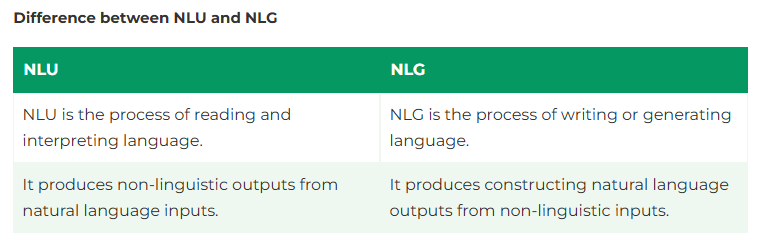 Difference between NLU and NLG
NLU
NLG
NLU is the process of reading and
interpreting language.
NLG is the process of writing or generating
language.
It produces non-linguistic outputs from
natural language inputs.
It produces constructing natural language
outputs from non-linguistic inputs.